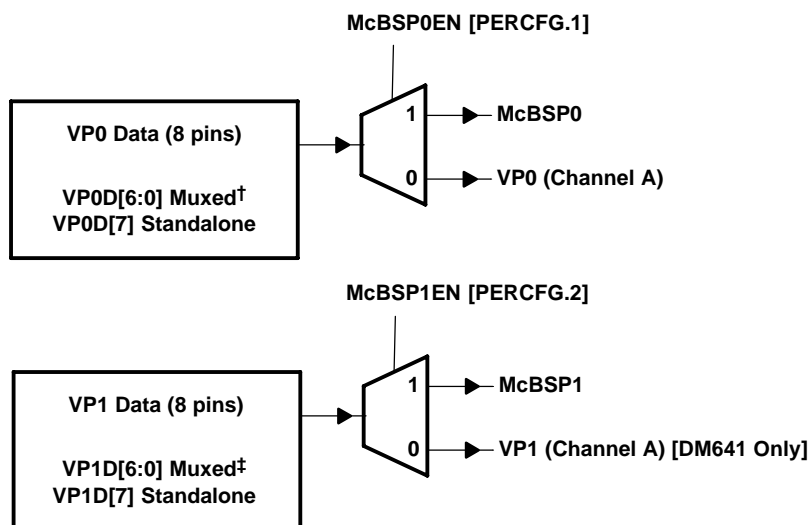 McBSP0EN [PERCFG.1]
VP0 Data (8 pins)
VP0D[6:0] Muxed†
VP0D[7] Standalone
1
McBSP0
0
VP0 (Channel A)
McBSP1EN [PERCFG.2]
VP1 Data (8 pins)
VP1D[6:0] Muxed‡
VP1D[7] Standalone
1
McBSP1
0
VP1 (Channel A) [DM641 Only]